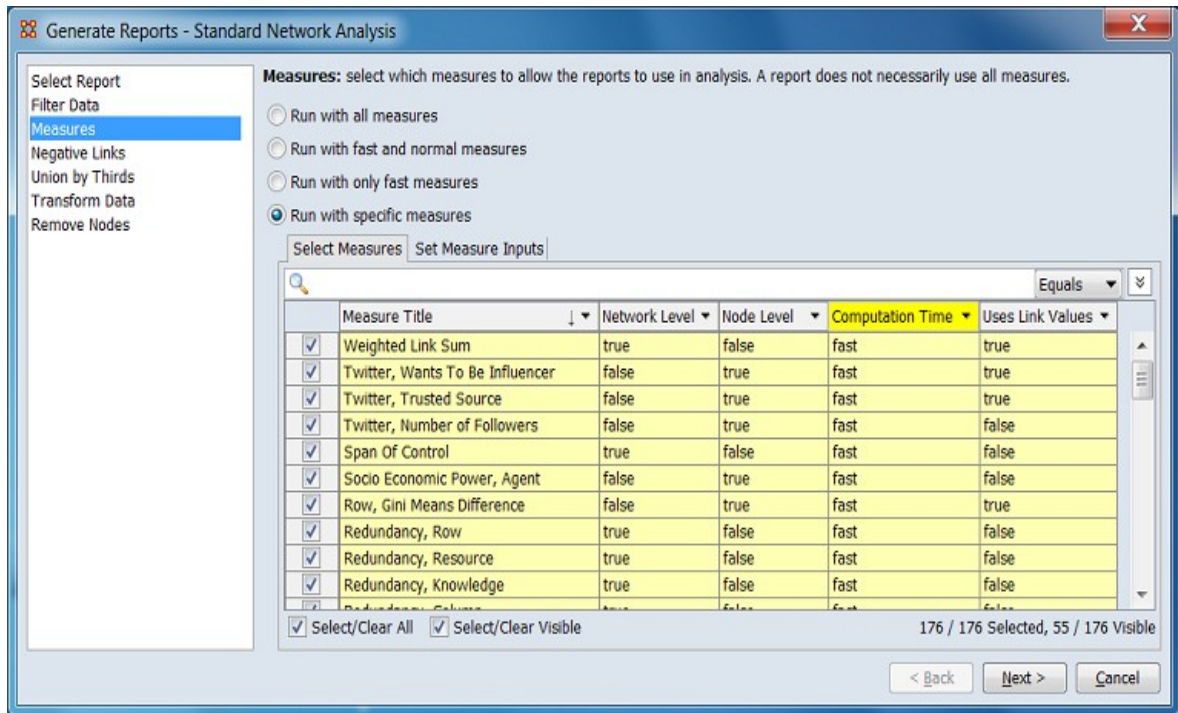 Generate Reports - Standard Network Analysis
X
Select Report
Filter Data
Measures
Negative Links
Union by Thirds
Transform Data
Remove Nodes
Measures: select which measures to allow the reports to use in analysis. A report does not necessarily use all measures.
Run with all measures
Run with fast and normal measures
Run with only fast measures
Run with specific measures
Select Measures Set Measure Inputs
Equals
Measure Title Network Level Node Level Computation Time Uses Link Values
Weighted Link Sum true false fast true
Twitter, Wants To Be Influencer false true fast true
Twitter, Trusted Source false true fast true
Twitter, Number of Followers false true fast false
Span Of Control true false fast false
Socio Economic Power, Agent false true fast false
Row, Gini Means Difference false true fast true
Redundancy, Row true false fast false
Redundancy, Resource true false fast false
Redundancy, Knowledge true false fast false
Redundancy, Column true false fast false
Select/Clear All Select/Clear Visible 176 / 176 Selected, 55 / 176 Visible
< Back Next > Cancel